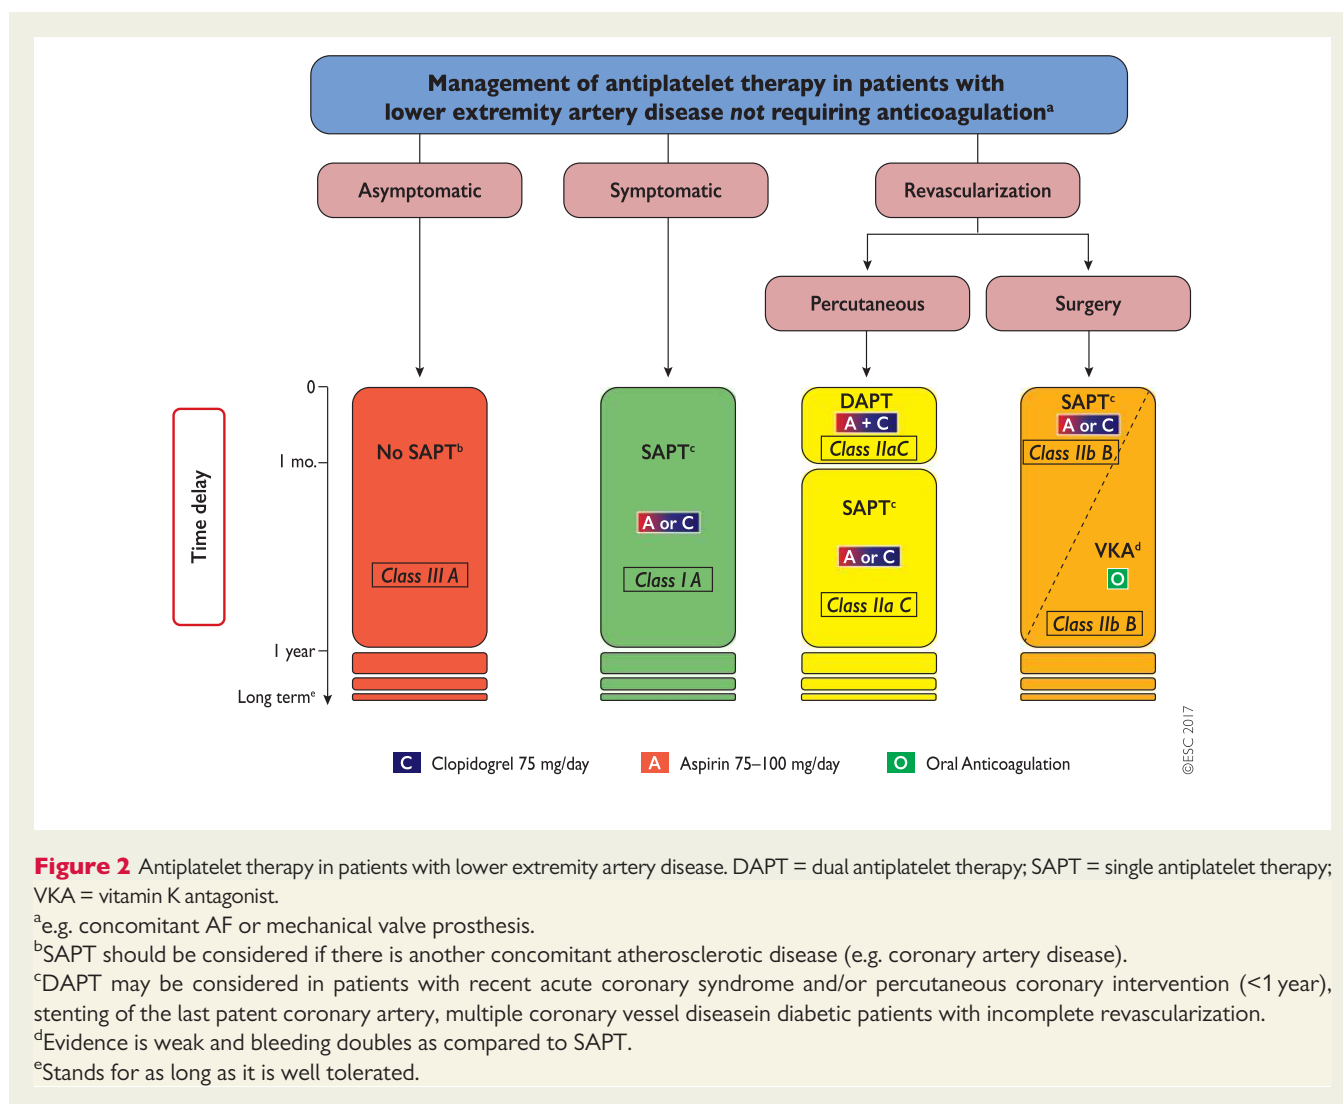 Management of antiplatelet therapy in patients with
lower extremity artery disease not requiring anticoagulationa
Asymptomatic
Symptomatic
Revascularization
Percutaneous
Surgery
Time delay
0
1 mo.
1 year
Long terme
No SAPTb
Class III A
SAPTc
A or C
Class I A
DAPT
A + C
Class IIaC
SAPTc
A or C
Class IIa C
SAPTc
A or C
Class IIb B
VKAd
O
Class IIb B
C Clopidogrel 75 mg/day
A Aspirin 75–100 mg/day
O Oral Anticoagulation
©ESC 2017
Figure 2 Antiplatelet therapy in patients with lower extremity artery disease. DAPT = dual antiplatelet therapy; SAPT = single antiplatelet therapy;
VKA = vitamin K antagonist.
ae.g. concomitant AF or mechanical valve prosthesis.
bSAPT should be considered if there is another concomitant atherosclerotic disease (e.g. coronary artery disease).
cDAPT may be considered in patients with recent acute coronary syndrome and/or percutaneous coronary intervention (<1 year),
stenting of the last patent coronary artery, multiple coronary vessel diseasein diabetic patients with incomplete revascularization.
dEvidence is weak and bleeding doubles as compared to SAPT.
eStands for as long as it is well tolerated.